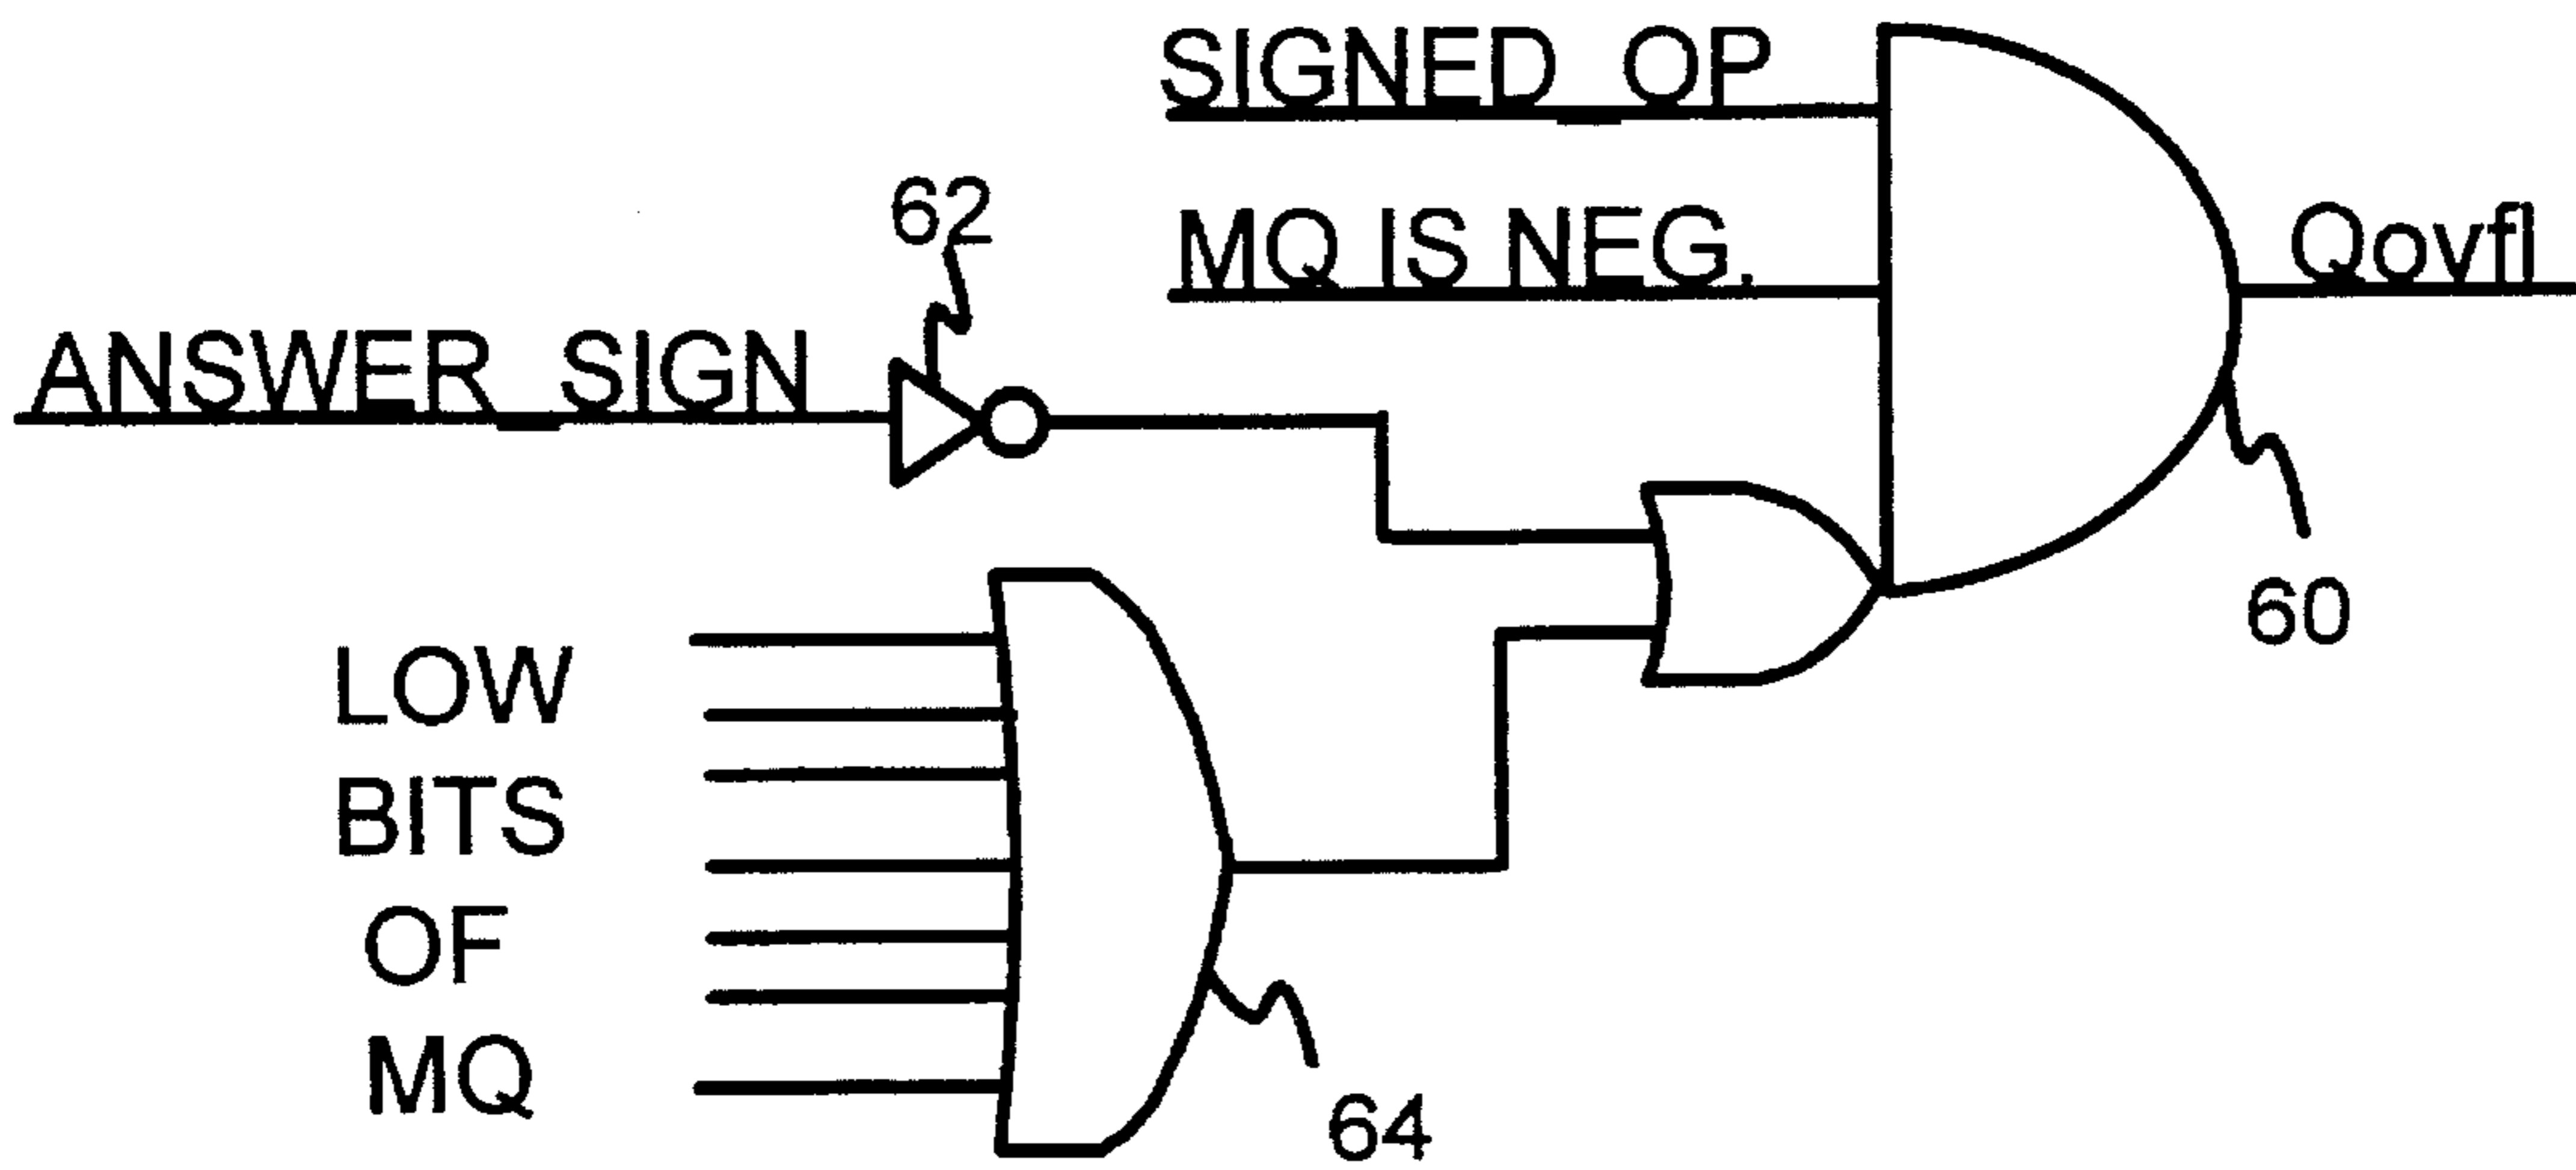 SIGNED_OP
62
MQ IS NEG.
Qovfl
ANSWER_SIGN
60
LOW
BITS
OF
MQ
64